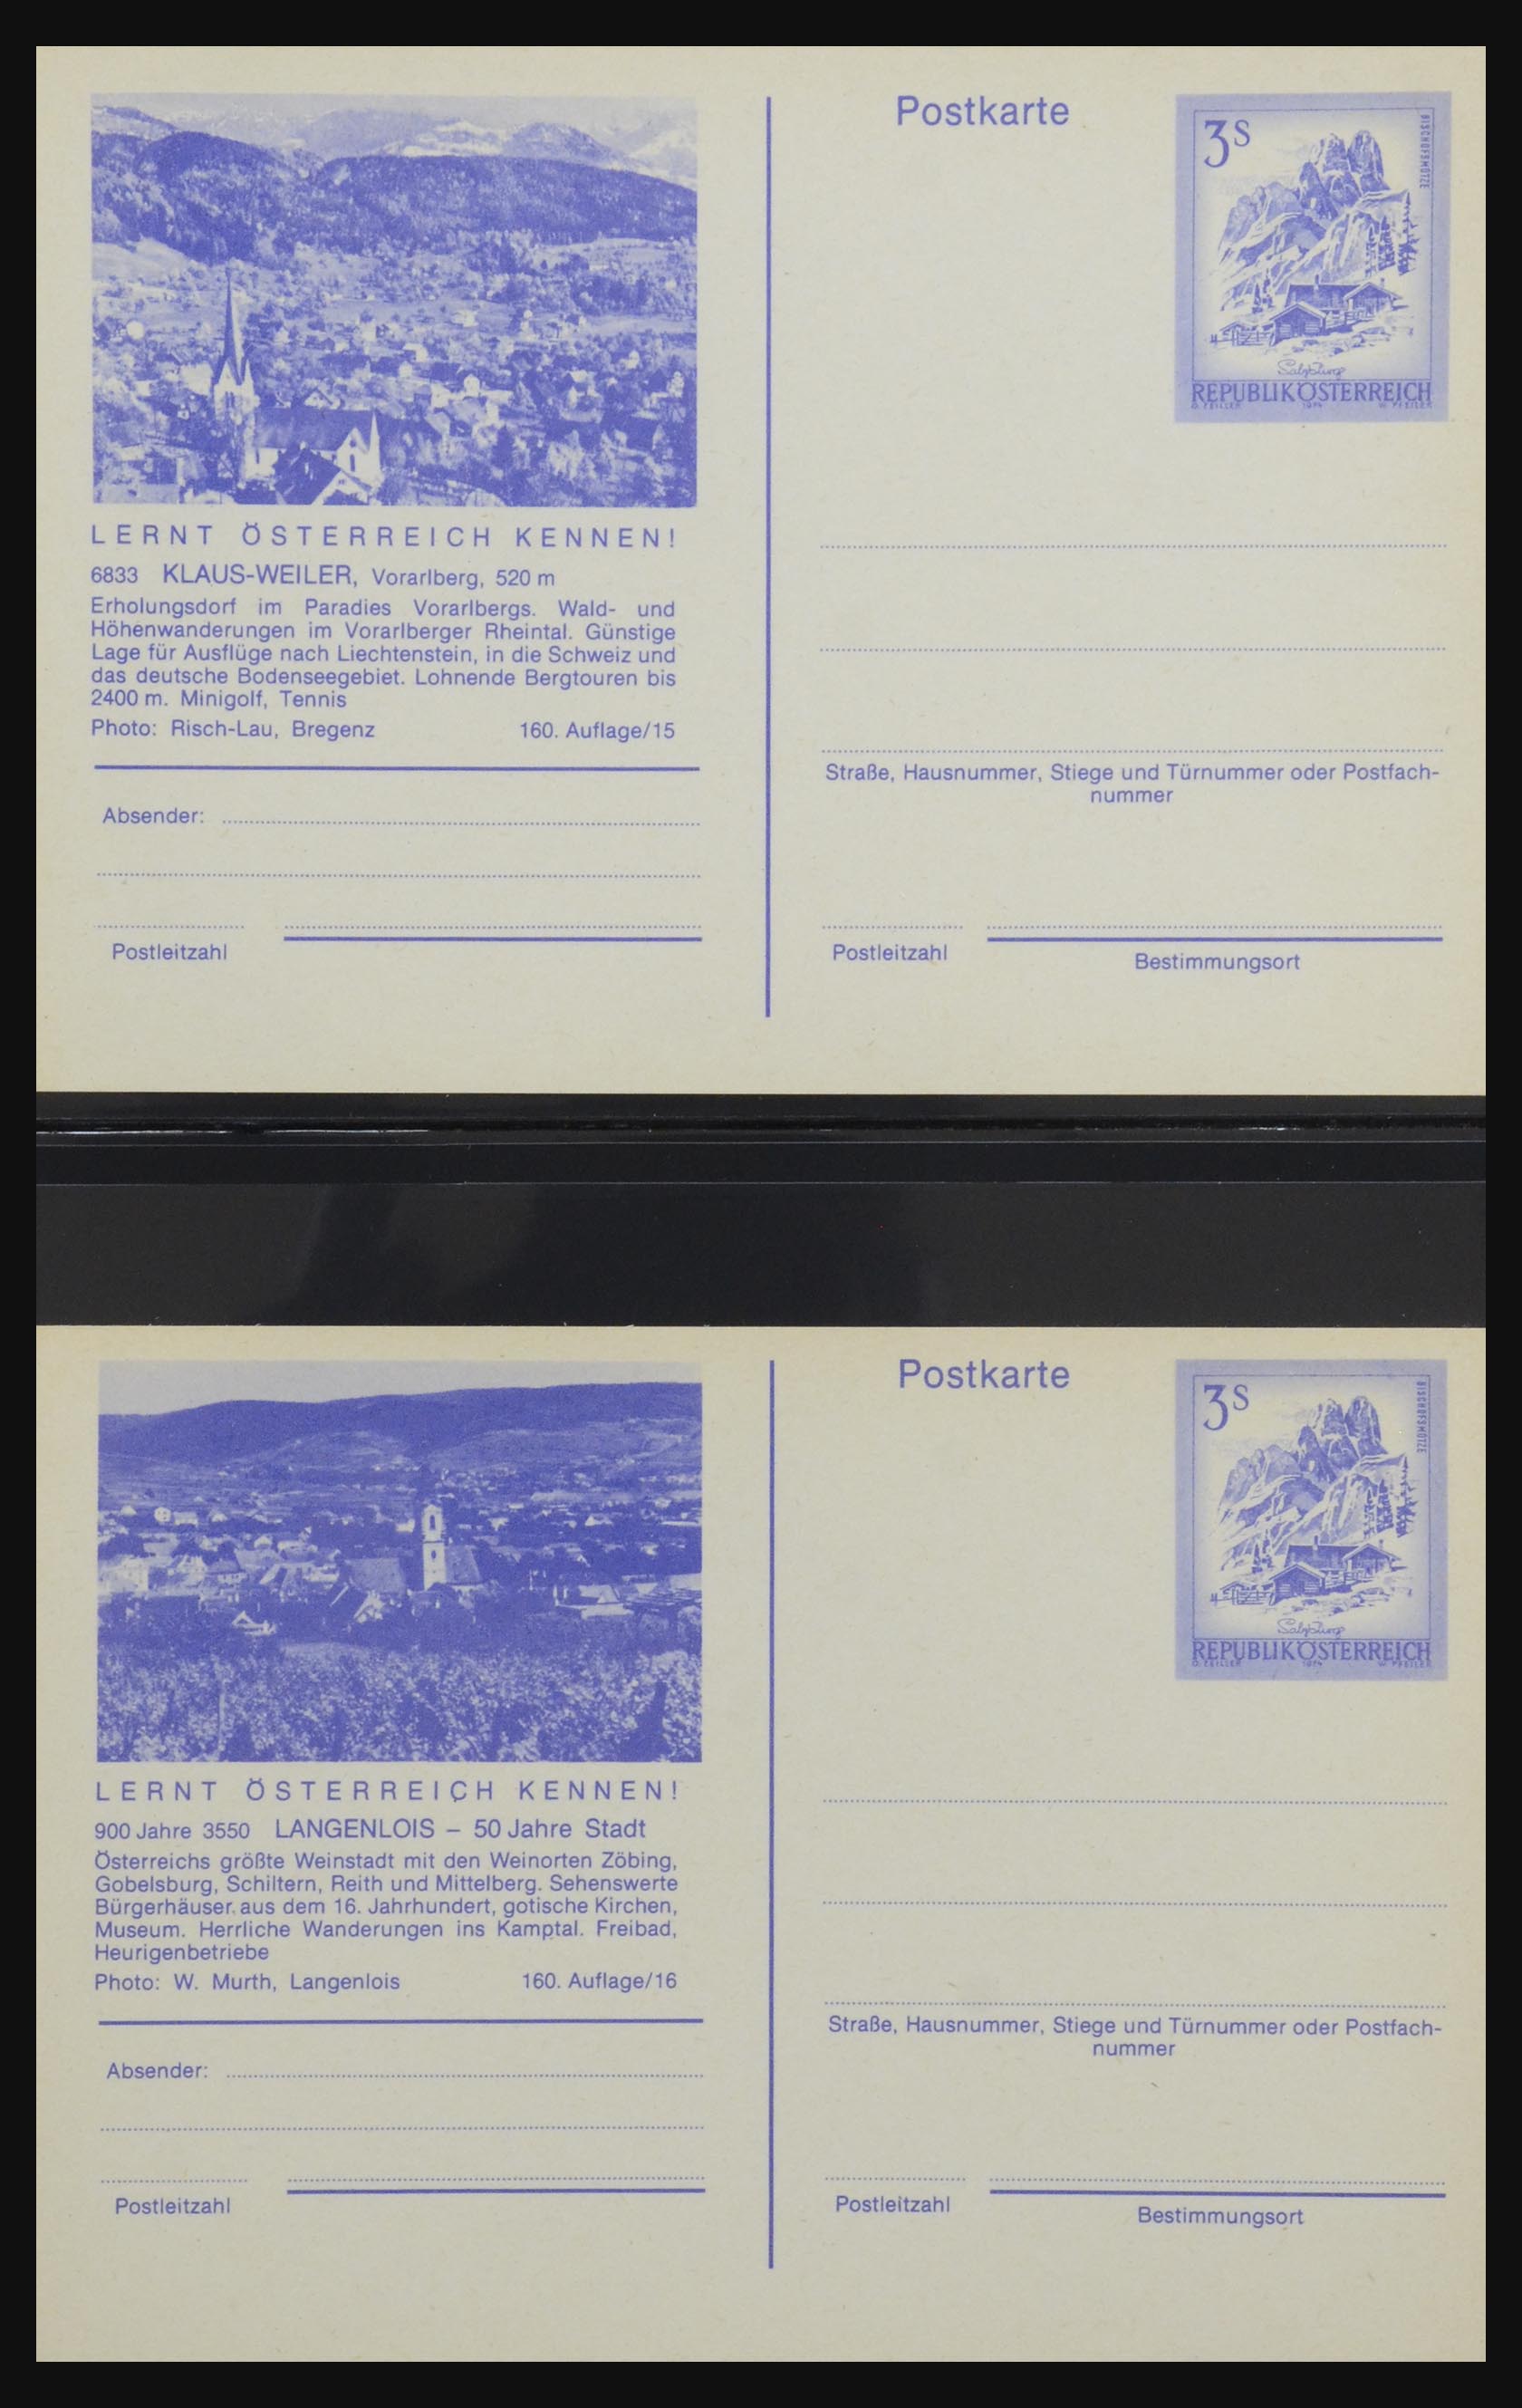 Postkarte
3S
BISCHOFSMÜTZE
Salzburg
REPUBLIK ÖSTERREICH
LERNT ÖSTERREICH KENNEN!
6833 KLAUS-WEILER, Vorarlberg, 520 m
Erholungsdorf im Paradies Vorarlbergs. Wald- und
Höhenwanderungen im Vorarlberger Rheintal. Günstige
Lage für Ausflüge nach Liechtenstein, in die Schweiz und
das deutsche Bodenseegebiet. Lohnende Bergtouren bis
2400 m. Minigolf, Tennis
Photo: Risch-Lau, Bregenz 160. Auflage/15
Absender:
Postleitzahl
Straße, Hausnummer, Stiege und Türnummer oder Postfach-
nummer
Postleitzahl
Bestimmungsort
Postkarte
3S
BISCHOFSMÜTZE
Salzburg
REPUBLIK ÖSTERREICH
LERNT ÖSTERREICH KENNEN!
900 Jahre 3550 LANGENLOIS – 50 Jahre Stadt
Österreichs größte Weinstadt mit den Weinorten Zöbing,
Gobelsburg, Schiltern, Reith und Mittelberg. Sehenswerte
Bürgerhäuser aus dem 16. Jahrhundert, gotische Kirchen,
Museum. Herrliche Wanderungen ins Kamptal. Freibad,
Heurigenbetriebe
Photo: W. Murth, Langenlois 160. Auflage/16
Absender:
Postleitzahl
Straße, Hausnummer, Stiege und Türnummer oder Postfach-
nummer
Postleitzahl
Bestimmungsort